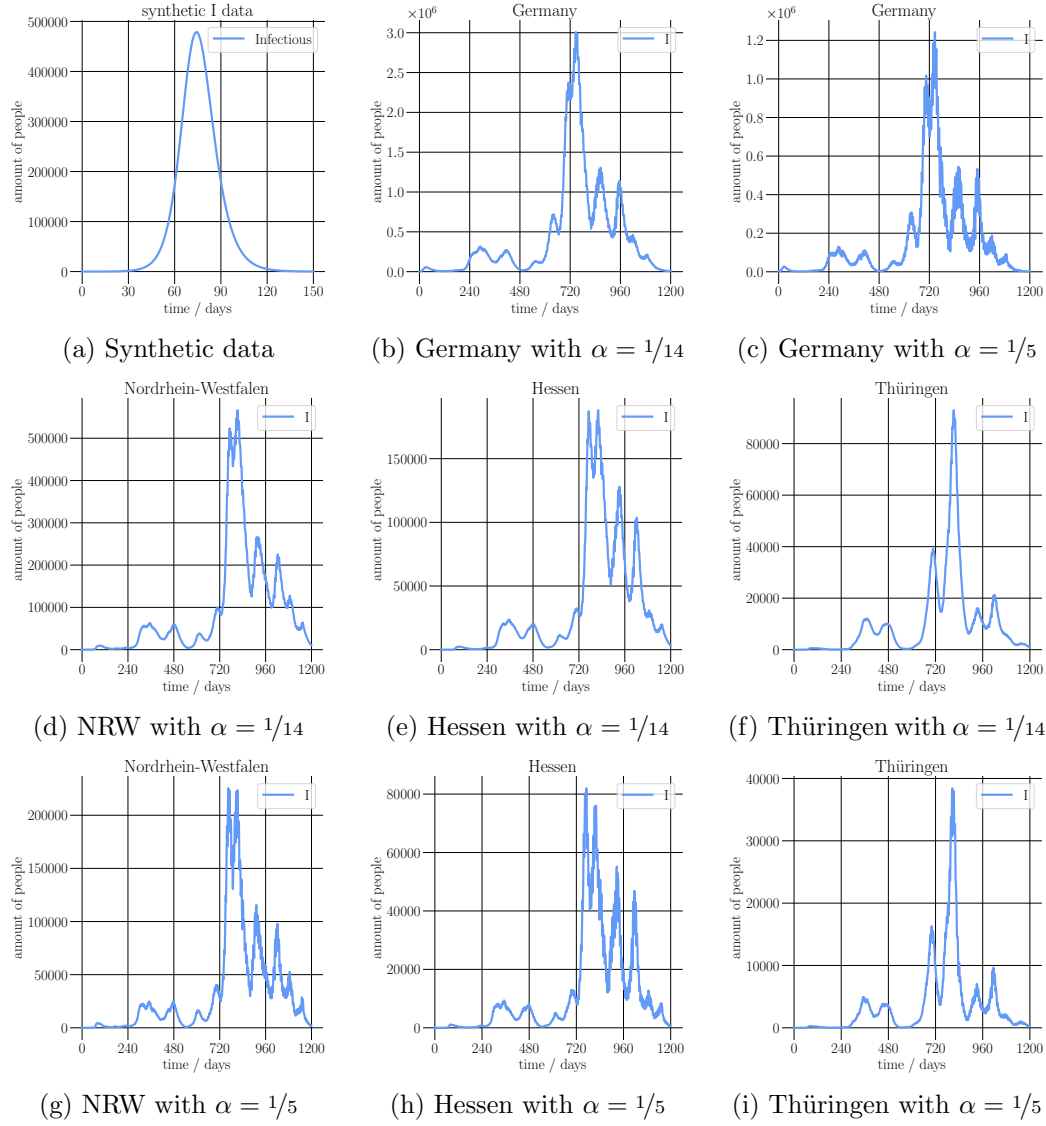 synthetic I data
Infectious
500000
400000
300000
200000
100000
0
amount of people
0 30 60 90 120 150
time / days
(a) Synthetic data
×10⁶
Germany
I
3.0
2.5
2.0
1.5
1.0
0.5
0.0
amount of people
0 240 480 720 960 1200
time / days
(b) Germany with α = 1/14
×10⁶
Germany
I
1.2
1.0
0.8
0.6
0.4
0.2
0.0
amount of people
0 240 480 720 960 1200
time / days
(c) Germany with α = 1/5
Nordrhein-Westfalen
I
500000
400000
300000
200000
100000
0
amount of people
0 240 480 720 960 1200
time / days
(d) NRW with α = 1/14
Hessen
I
150000
100000
50000
0
amount of people
0 240 480 720 960 1200
time / days
(e) Hessen with α = 1/14
Thüringen
I
80000
60000
40000
20000
0
amount of people
0 240 480 720 960 1200
time / days
(f) Thüringen with α = 1/14
Nordrhein-Westfalen
I
200000
150000
100000
50000
0
amount of people
0 240 480 720 960 1200
time / days
(g) NRW with α = 1/5
Hessen
I
80000
60000
40000
20000
0
amount of people
0 240 480 720 960 1200
time / days
(h) Hessen with α = 1/5
Thüringen
I
40000
30000
20000
10000
0
amount of people
0 240 480 720 960 1200
time / days
(i) Thüringen with α = 1/5